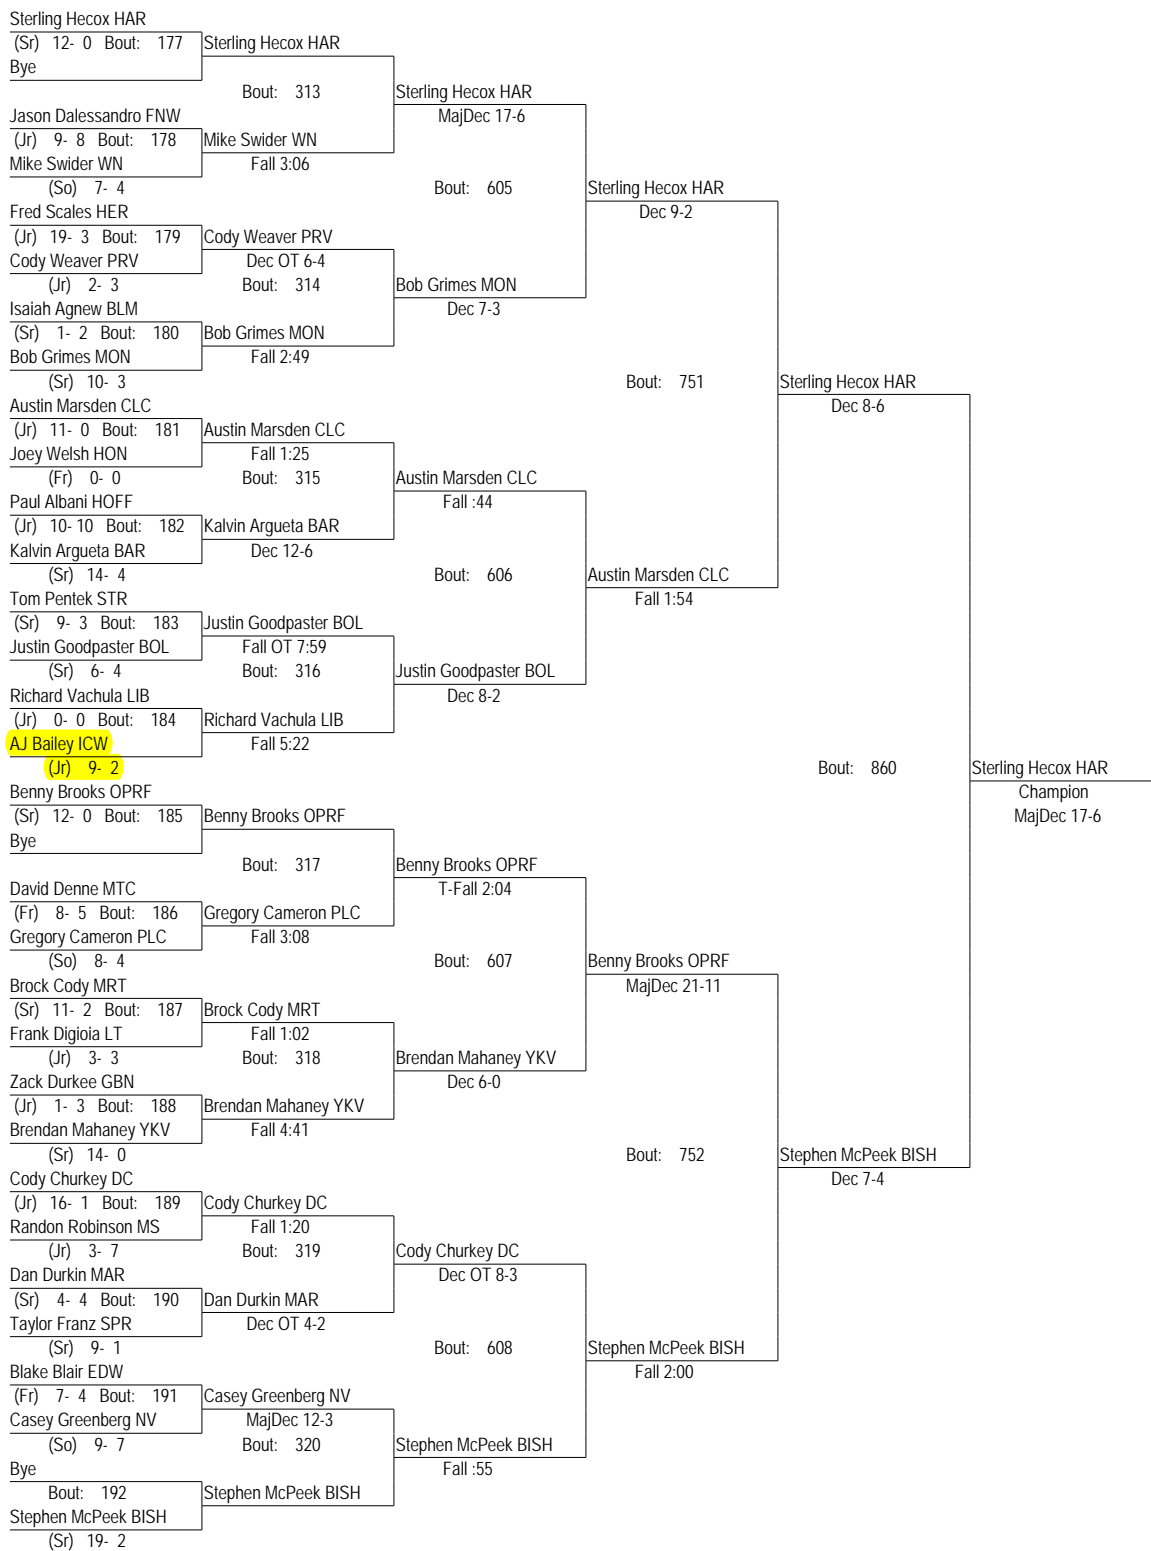 Sterling Hecox HAR
(Sr) 12- 0 Bout: 177 Sterling Hecox HAR
Bye
Bout: 313 Sterling Hecox HAR
Jason Dalessandro FNW MajDec 17-6
(Jr) 9- 8 Bout: 178 Mike Swider WN
Mike Swider WN Fall 3:06
(So) 7- 4 Bout: 605 Sterling Hecox HAR
Fred Scales HER Dec 9-2
(Jr) 19- 3 Bout: 179 Cody Weaver PRV
Cody Weaver PRV Dec OT 6-4
(Jr) 2- 3 Bout: 314 Bob Grimes MON
Isaiah Agnew BLM Dec 7-3
(Sr) 1- 2 Bout: 180 Bob Grimes MON
Bob Grimes MON Fall 2:49
(Sr) 10- 3 Bout: 751 Sterling Hecox HAR
Austin Marsden CLC Dec 8-6
(Jr) 11- 0 Bout: 181 Austin Marsden CLC
Joey Welsh HON Fall 1:25
(Fr) 0- 0 Bout: 315 Austin Marsden CLC
Paul Albani HOFF Fall :44
(Jr) 10- 10 Bout: 182 Kalvin Argueta BAR
Kalvin Argueta BAR Dec 12-6
(Sr) 14- 4 Bout: 606 Austin Marsden CLC
Tom Pentek STR Fall 1:54
(Sr) 9- 3 Bout: 183 Justin Goodpaster BOL
Justin Goodpaster BOL Fall OT 7:59
(Sr) 6- 4 Bout: 316 Justin Goodpaster BOL
Richard Vachula LIB Dec 8-2
(Jr) 0- 0 Bout: 184 Richard Vachula LIB
AJ Bailey ICW Fall 5:22
(Jr) 9- 2 Bout: 860 Sterling Hecox HAR
Benny Brooks OPRF Champion
(Sr) 12- 0 Bout: 185 Benny Brooks OPRF MajDec 17-6
Bye
Bout: 317 Benny Brooks OPRF
David Denne MTC T-Fall 2:04
(Fr) 8- 5 Bout: 186 Gregory Cameron PLC
Gregory Cameron PLC Fall 3:08
(So) 8- 4 Bout: 607 Benny Brooks OPRF
Brock Cody MRT MajDec 21-11
(Sr) 11- 2 Bout: 187 Brock Cody MRT
Frank Digioia LT Fall 1:02
(Jr) 3- 3 Bout: 318 Brendan Mahaney YKV
Zack Durkee GBN Dec 6-0
(Jr) 1- 3 Bout: 188 Brendan Mahaney YKV
Brendan Mahaney YKV Fall 4:41
(Sr) 14- 0 Bout: 752 Stephen McPeek BISH
Cody Churkey DC Dec 7-4
(Jr) 16- 1 Bout: 189 Cody Churkey DC
Randon Robinson MS Fall 1:20
(Jr) 3- 7 Bout: 319 Cody Churkey DC
Dan Durkin MAR Dec OT 8-3
(Sr) 4- 4 Bout: 190 Dan Durkin MAR
Taylor Franz SPR Dec OT 4-2
(Sr) 9- 1 Bout: 608 Stephen McPeek BISH
Blake Blair EDW Fall 2:00
(Fr) 7- 4 Bout: 191 Casey Greenberg NV
Casey Greenberg NV MajDec 12-3
(So) 9- 7 Bout: 320 Stephen McPeek BISH
Bye Fall :55
Bout: 192 Stephen McPeek BISH
Stephen McPeek BISH
(Sr) 19- 2